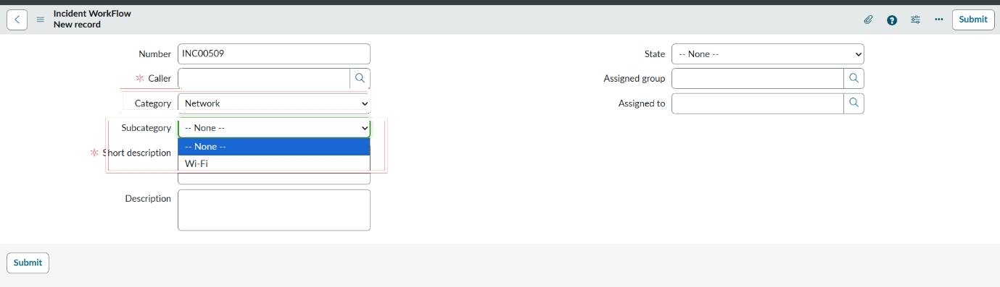 Incident WorkFlow
New record
Submit
Number INC00509
Caller
Category Network
Subcategory -- None --
-- None --
Wi-Fi
Short description
Description
State -- None --
Assigned group
Assigned to
Submit